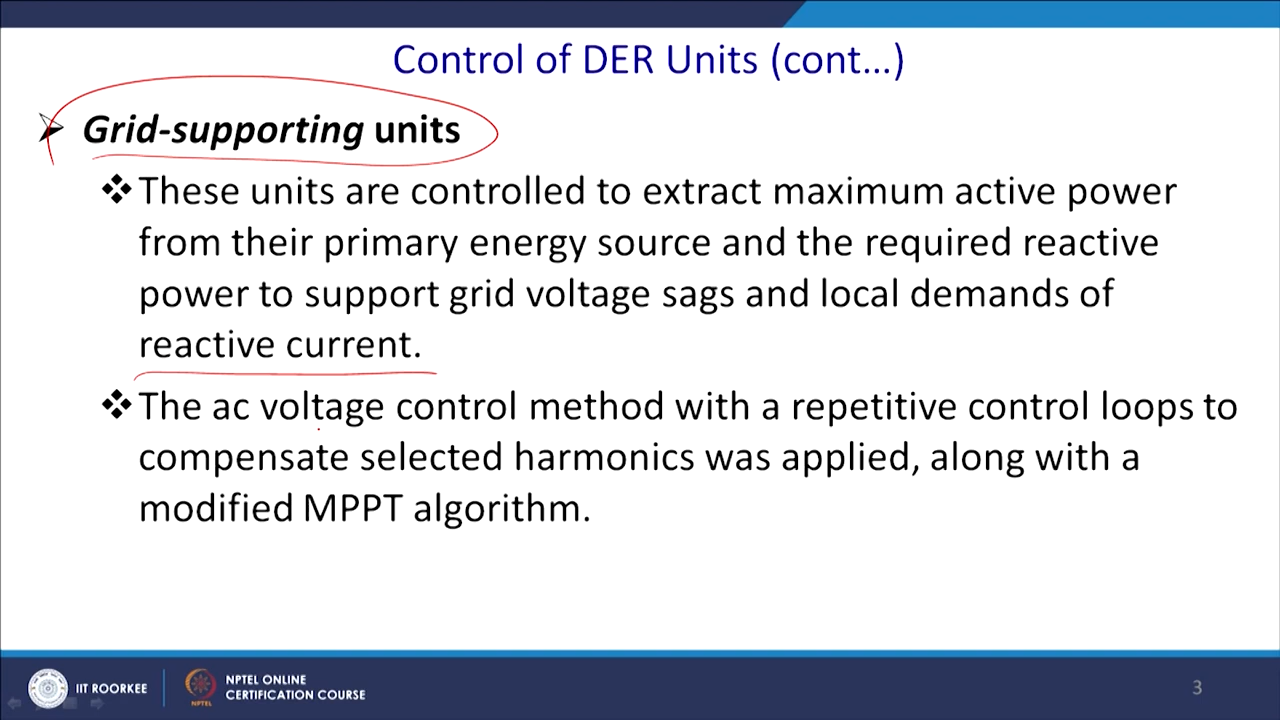 Control of DER Units (cont...)
➢ Grid-supporting units
❖ These units are controlled to extract maximum active power
from their primary energy source and the required reactive
power to support grid voltage sags and local demands of
reactive current.
❖ The ac voltage control method with a repetitive control loops to
compensate selected harmonics was applied, along with a
modified MPPT algorithm.
IIT ROORKEE
NPTEL
NPTEL ONLINE
CERTIFICATION COURSE
3